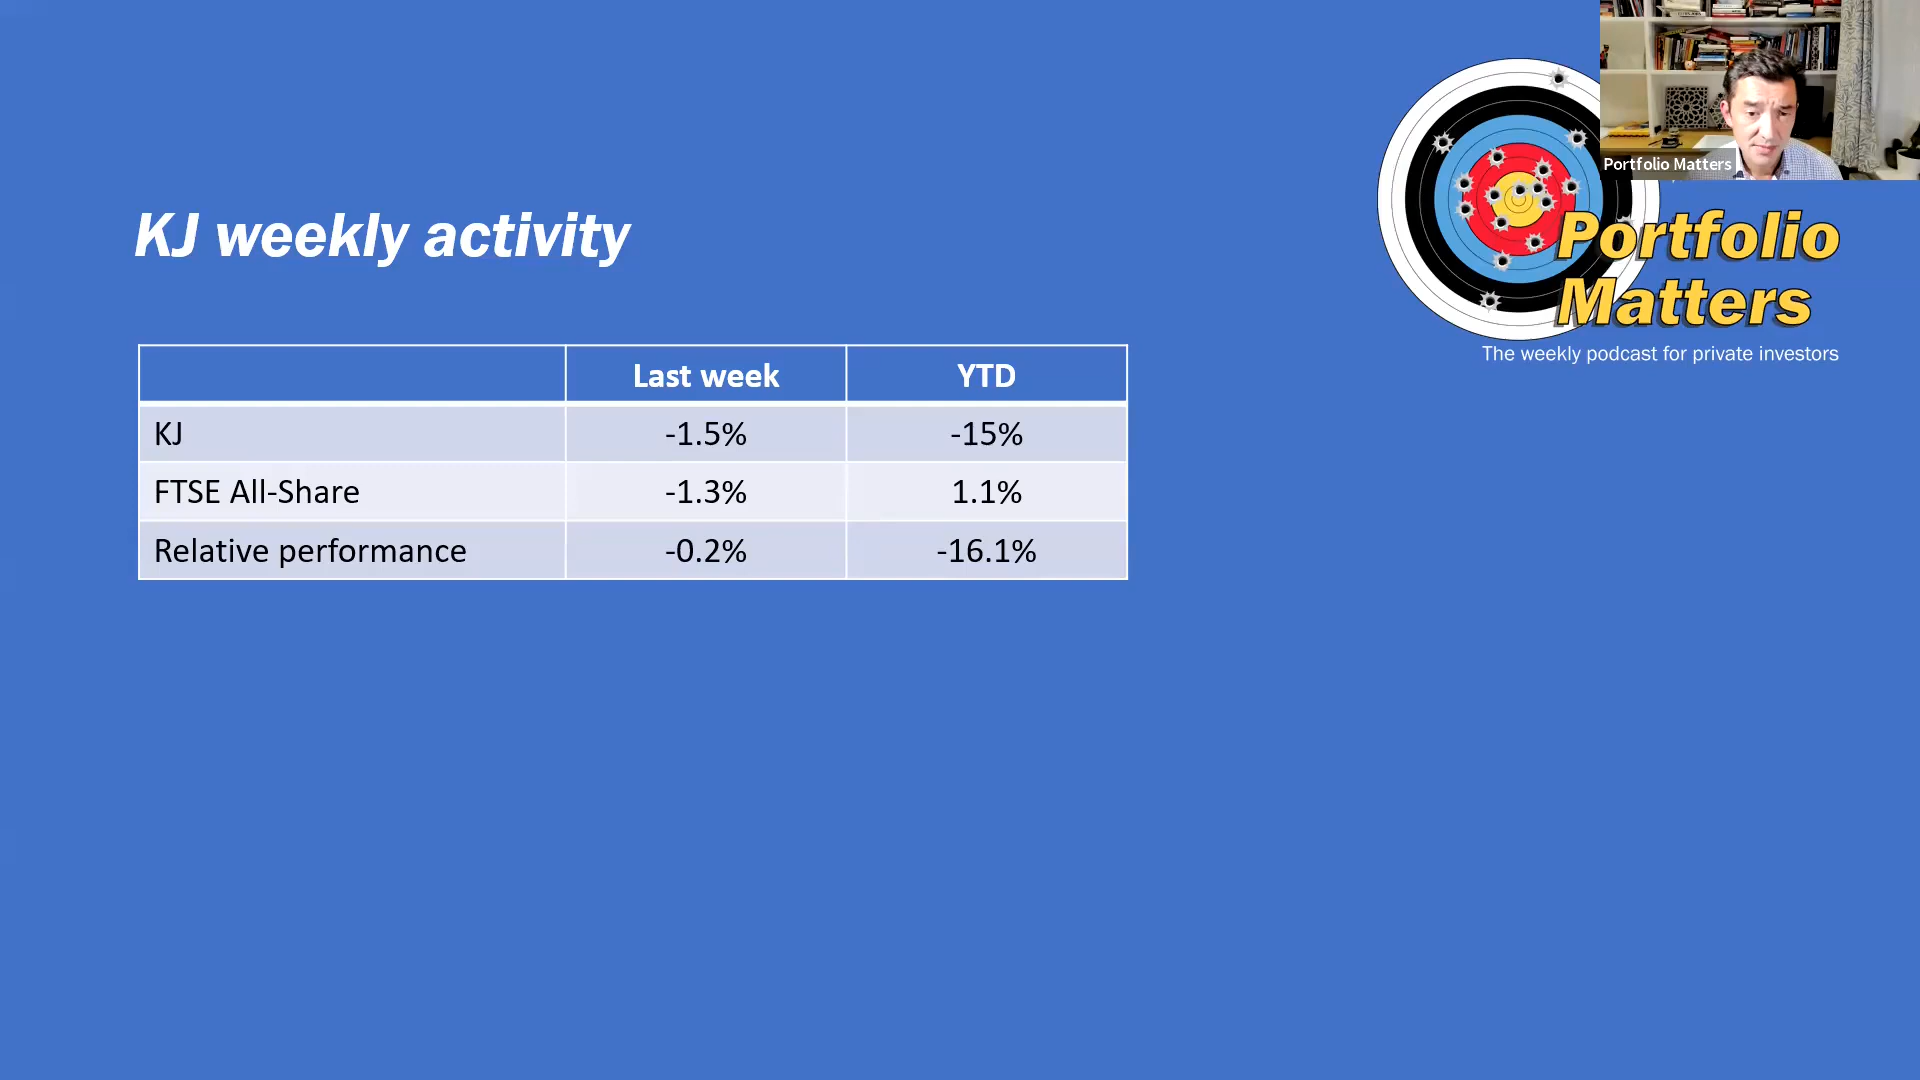 Portfolio Matters
KJ weekly activity
Portfolio
Matters
The weekly podcast for private investors
Last week YTD
KJ -1.5% -15%
FTSE All-Share -1.3% 1.1%
Relative performance -0.2% -16.1%